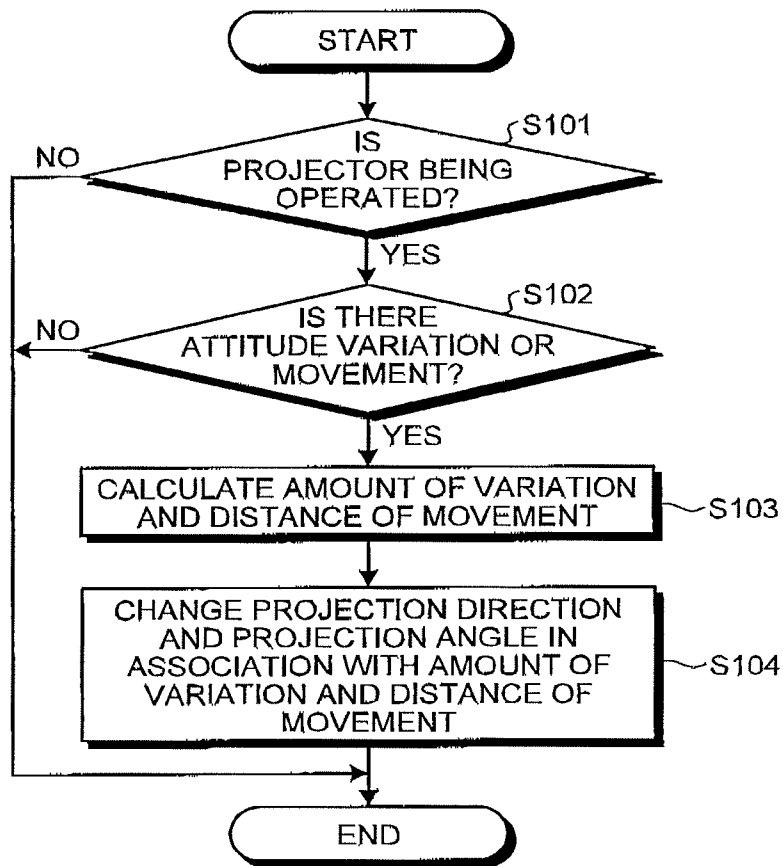 START
S101
NO
IS
PROJECTOR BEING
OPERATED?
YES
S102
NO
IS THERE
ATTITUDE VARIATION OR
MOVEMENT?
YES
CALCULATE AMOUNT OF VARIATION
AND DISTANCE OF MOVEMENT
S103
CHANGE PROJECTION DIRECTION
AND PROJECTION ANGLE IN
ASSOCIATION WITH AMOUNT OF
VARIATION AND DISTANCE OF
MOVEMENT
S104
END